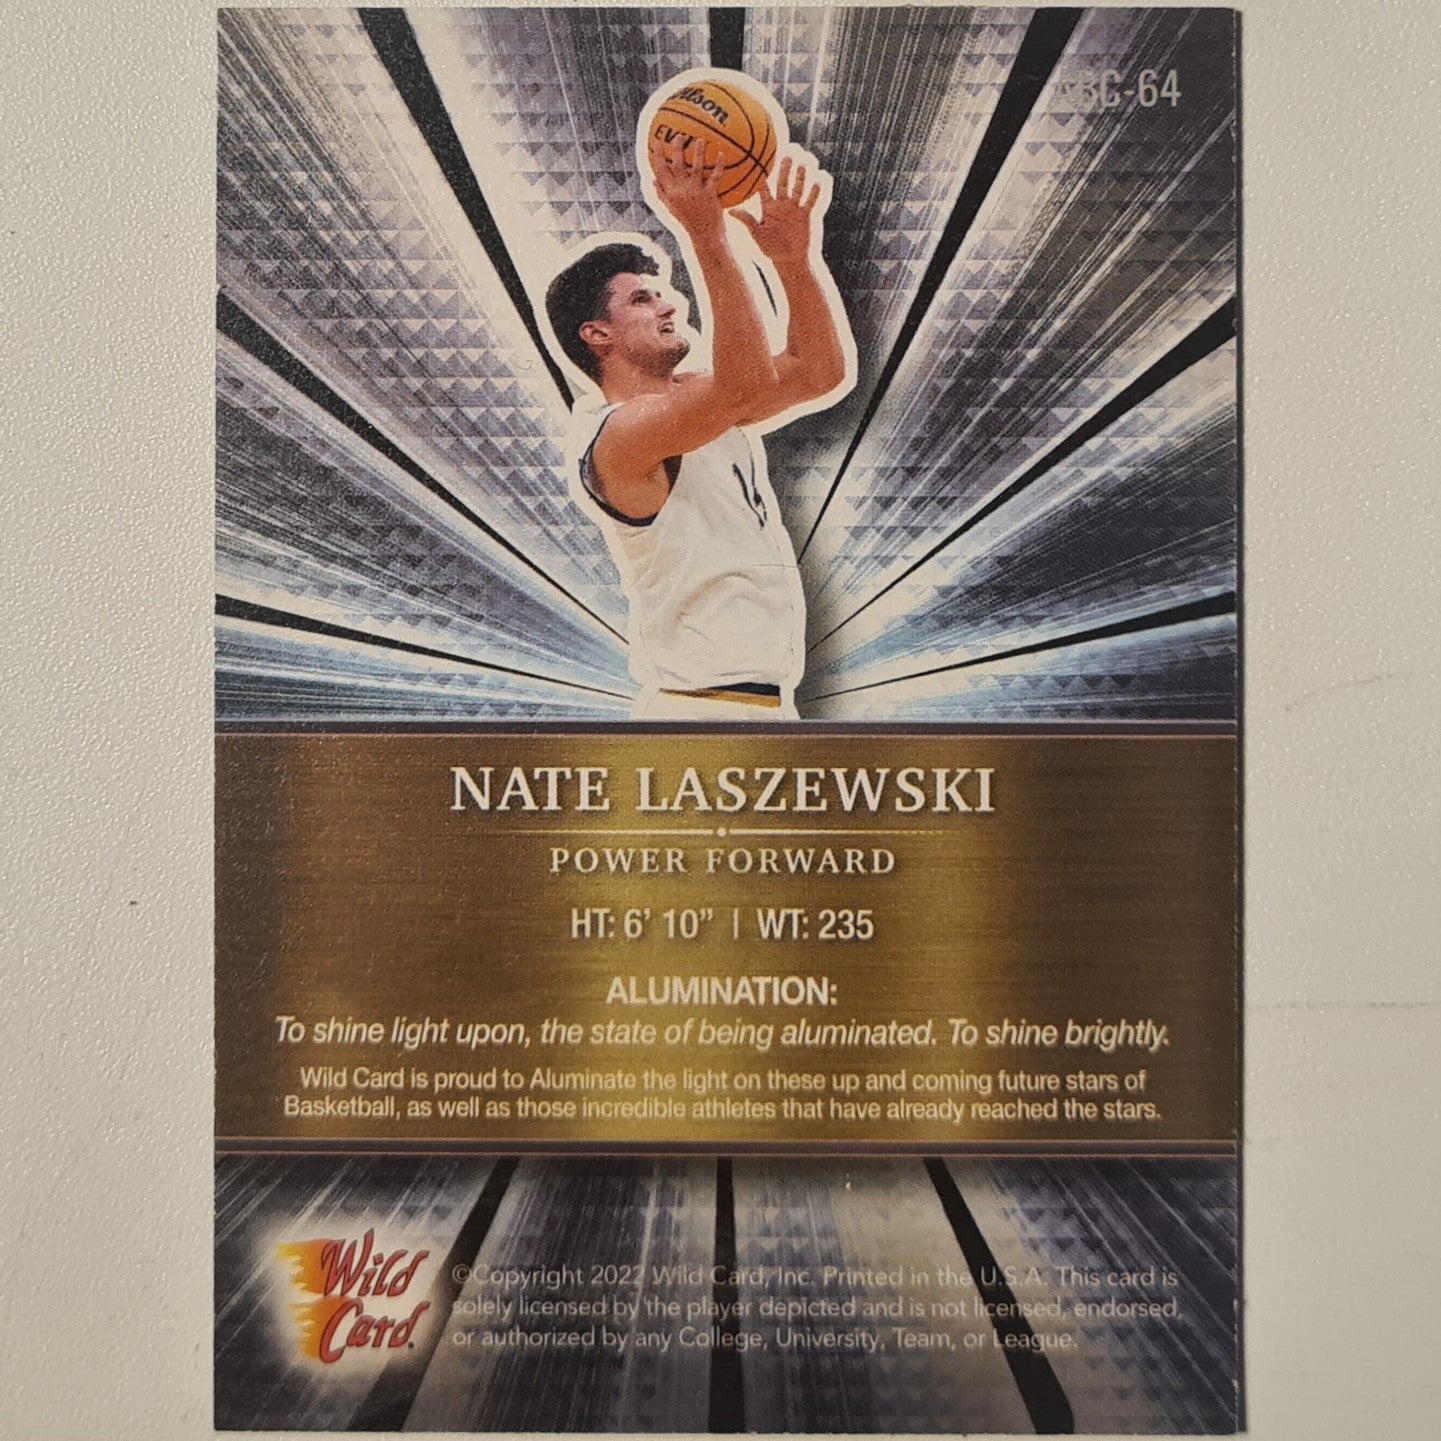 BC-64
Wilson
EV
NATE LASZEWSKI
POWER FORWARD
HT: 6’ 10” | WT: 235
ALUMINATION:
To shine light upon, the state of being aluminated. To shine brightly.
Wild Card is proud to Aluminate the light on these up and coming future stars of
Basketball, as well as those incredible athletes that have already reached the stars.
Wild
Card
©Copyright 2022 Wild Card, Inc. Printed in the U.S.A. This card is
solely licensed by the player depicted and is not licensed, endorsed,
or authorized by any College, University, Team, or League.